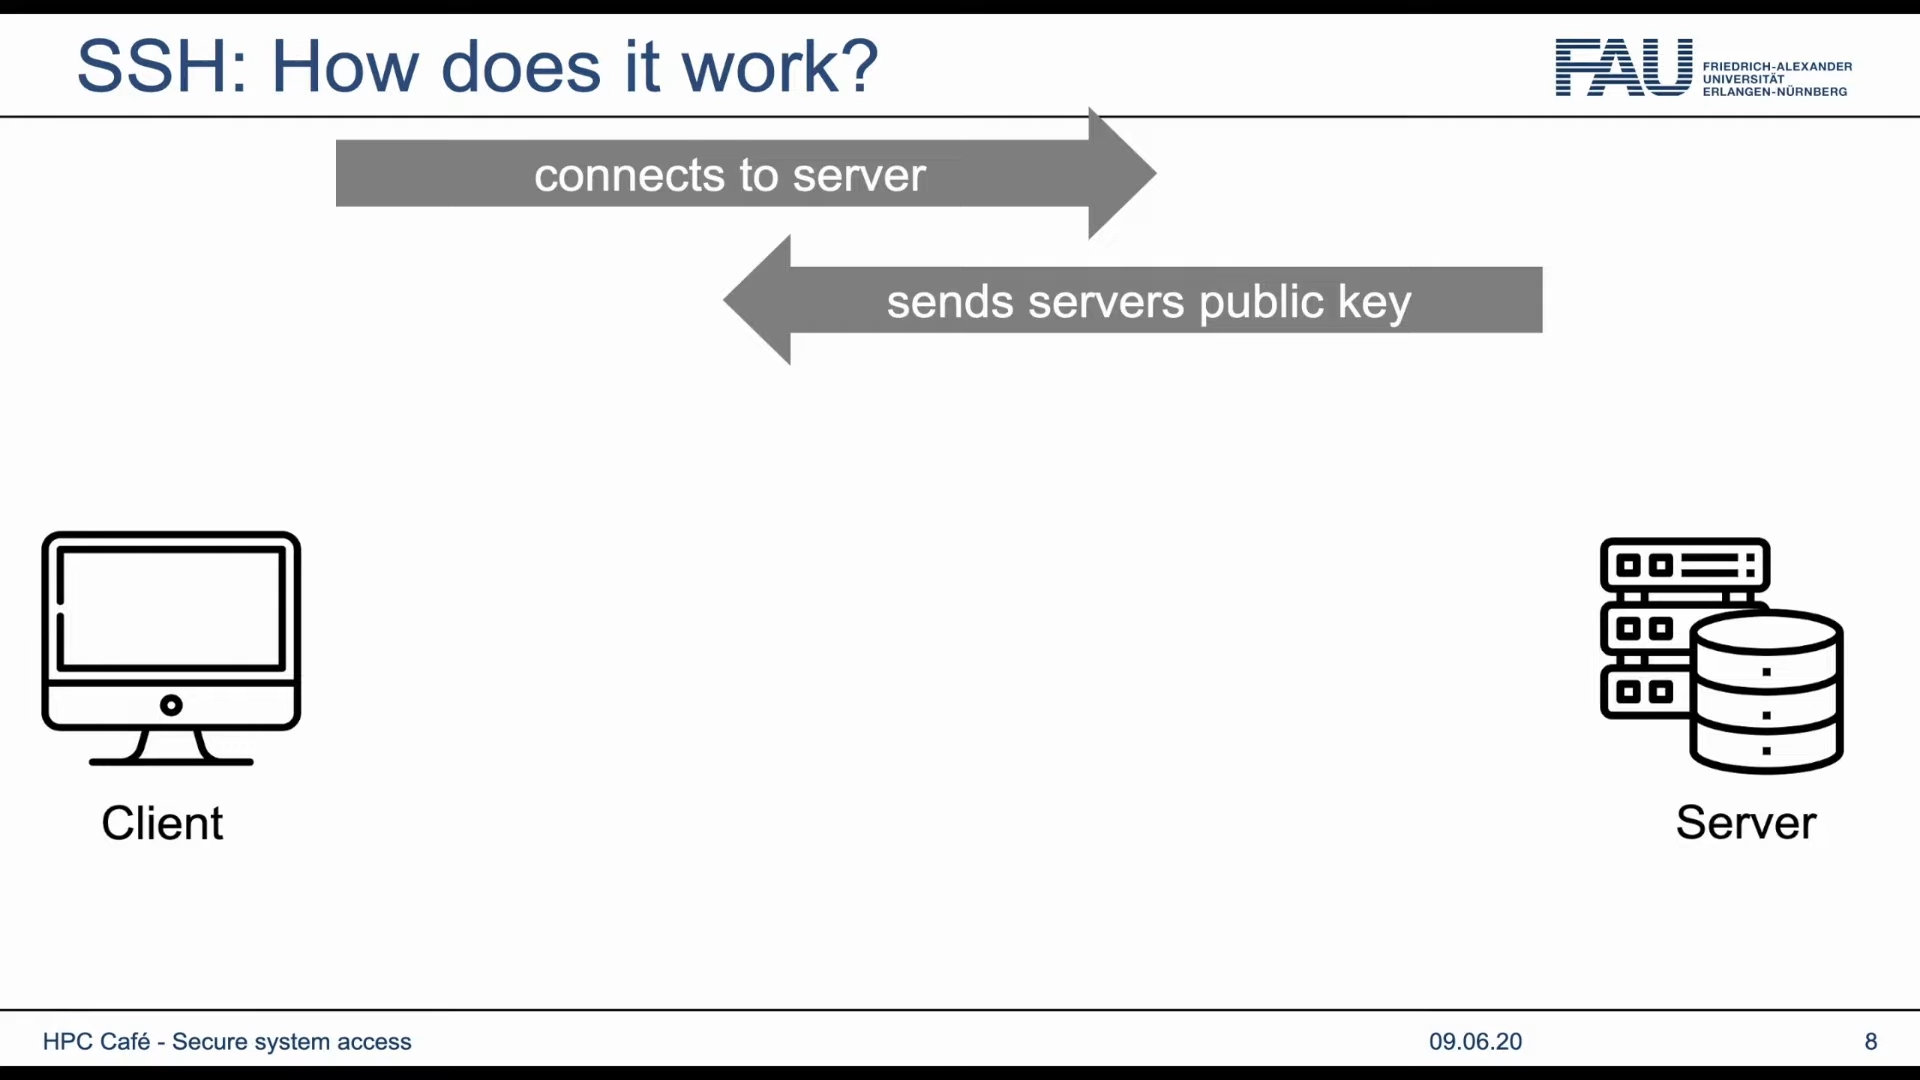 SSH: How does it work?
FAU
FRIEDRICH-ALEXANDER
UNIVERSITÄT
ERLANGEN-NÜRNBERG
connects to server
sends servers public key
Client
Server
HPC Café - Secure system access
09.06.20
8